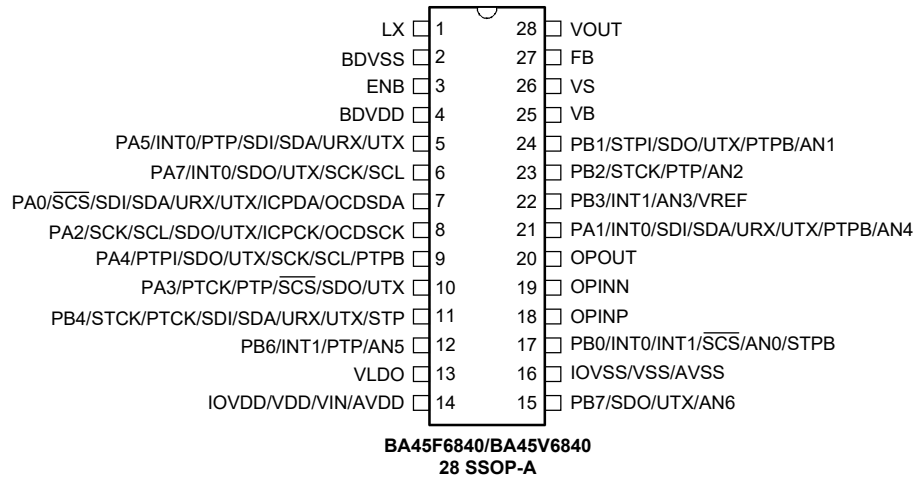 LX 1 28 VOUT
BDVSS 2 27 FB
ENB 3 26 VS
BDVDD 4 25 VB
PA5/INT0/PTP/SDI/SDA/URX/UTX 5 24 PB1/STPI/SDO/UTX/PTPB/AN1
PA7/INT0/SDO/UTX/SCK/SCL 6 23 PB2/STCK/PTP/AN2
PA0/SCS/SDI/SDA/URX/UTX/ICPDA/OCDSDA 7 22 PB3/INT1/AN3/VREF
PA2/SCK/SCL/SDO/UTX/ICPCK/OCDSCK 8 21 PA1/INT0/SDI/SDA/URX/UTX/PTPB/AN4
PA4/PTPI/SDO/UTX/SCK/SCL/PTPB 9 20 OPOUT
PA3/PTCK/PTP/SCS/SDO/UTX 10 19 OPINN
PB4/STCK/PTCK/SDI/SDA/URX/UTX/STP 11 18 OPINP
PB6/INT1/PTP/AN5 12 17 PB0/INT0/INT1/SCS/AN0/STPB
VLDO 13 16 IOVSS/VSS/AVSS
IOVDD/VDD/VIN/AVDD 14 15 PB7/SDO/UTX/AN6
BA45F6840/BA45V6840
28 SSOP-A